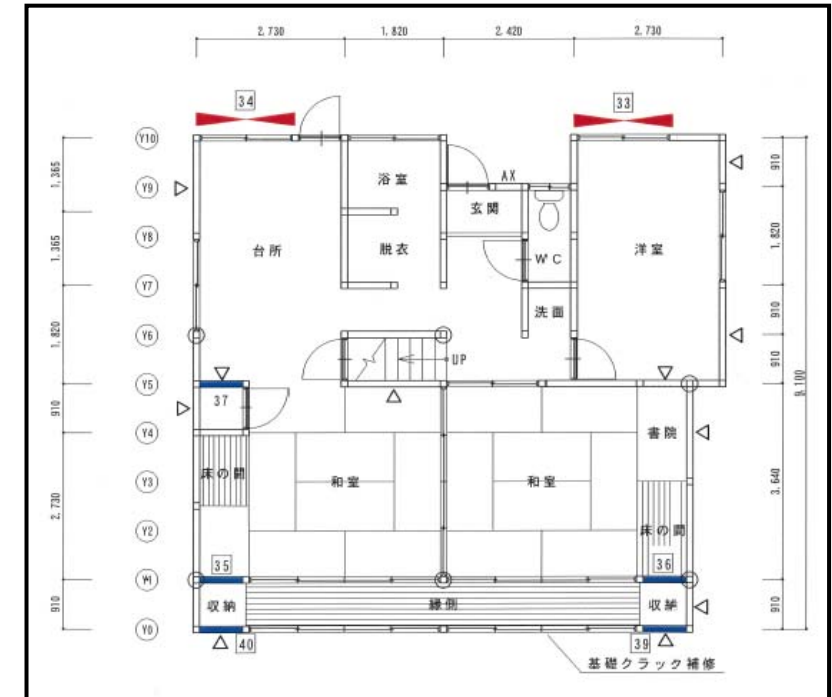 2,730 1,820 2,420 2,730
34 33
Y10
1,365 910
浴室 AX
Y9
玄関
Y8
1,365 台所 脱衣 WC 洋室 1,820
Y7
洗面 910
Y6
1,820 UP 910
Y5
37 9,100
910
Y4 書院
床の間
Y3 和室 和室 3,640
2,730
Y2 床の間
35 36
Y1
910 収納 縁側 収納 910
Y0
40 39
基礎クラック補修